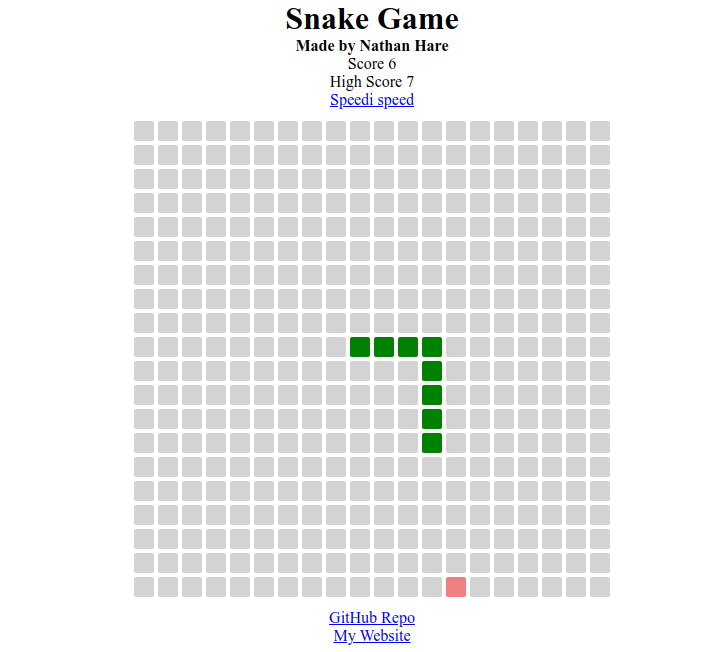 Snake Game
Made by Nathan Hare
Score 6
High Score 7
Speedi speed
GitHub Repo
My Website